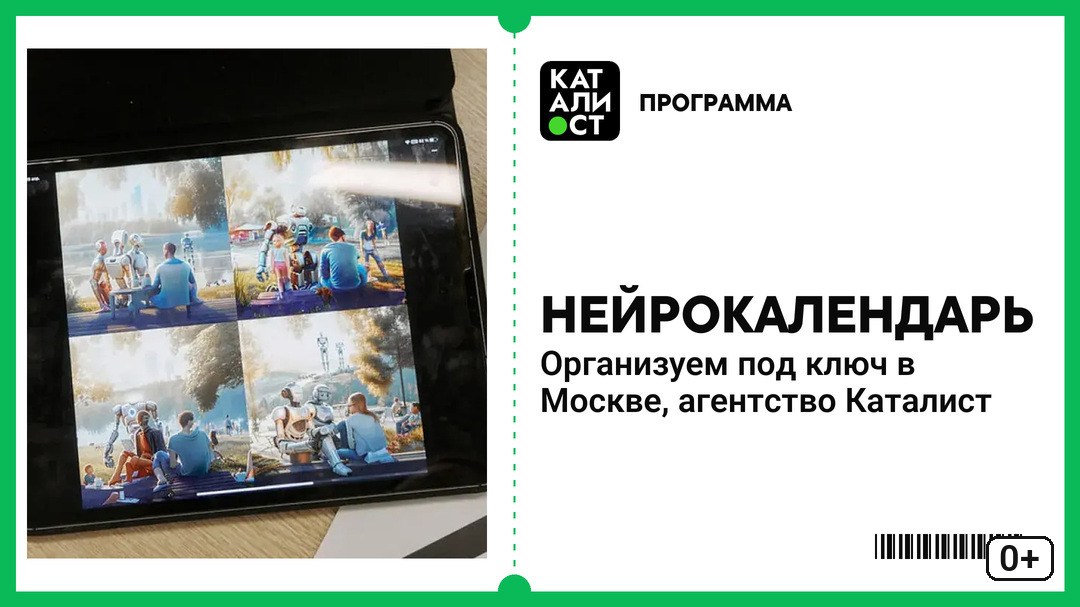 КАТ
АЛИ
СТ
ПРОГРАММА
НЕЙРОКАЛЕНДАРЬ
Организуем под ключ в
Москве, агентство Каталист
0+